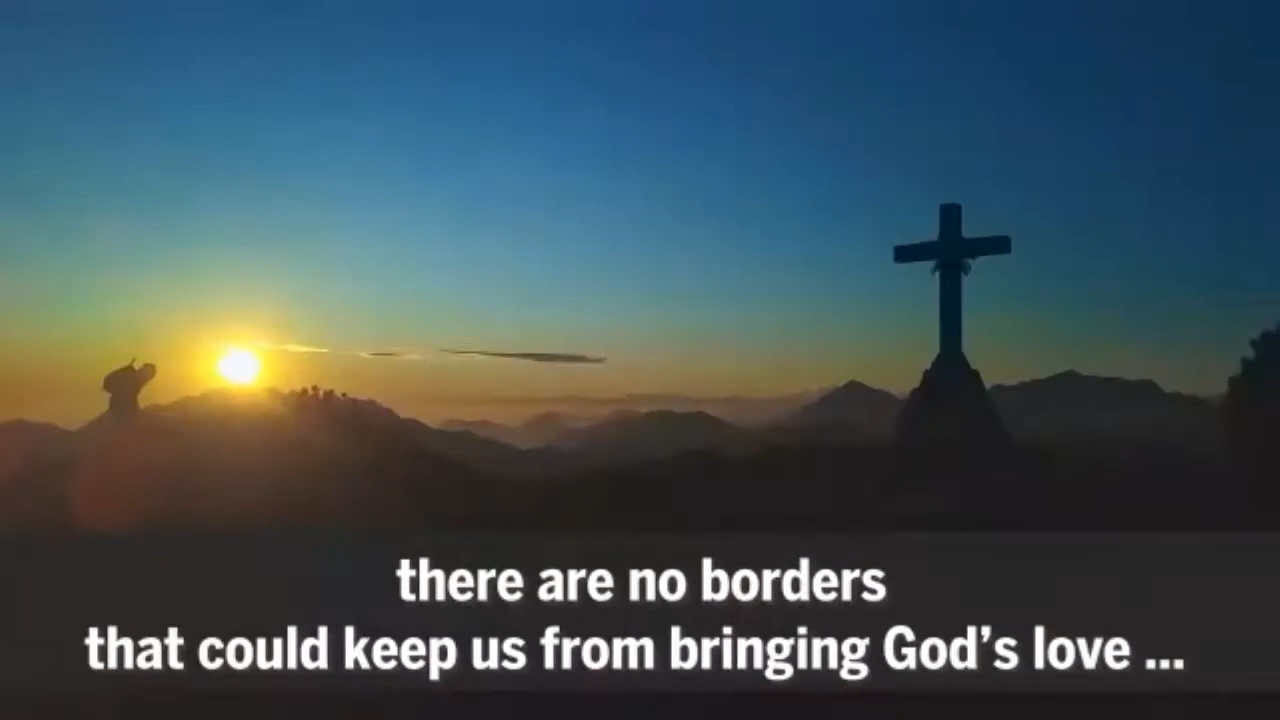 there are no borders
that could keep us from bringing God’s love ...